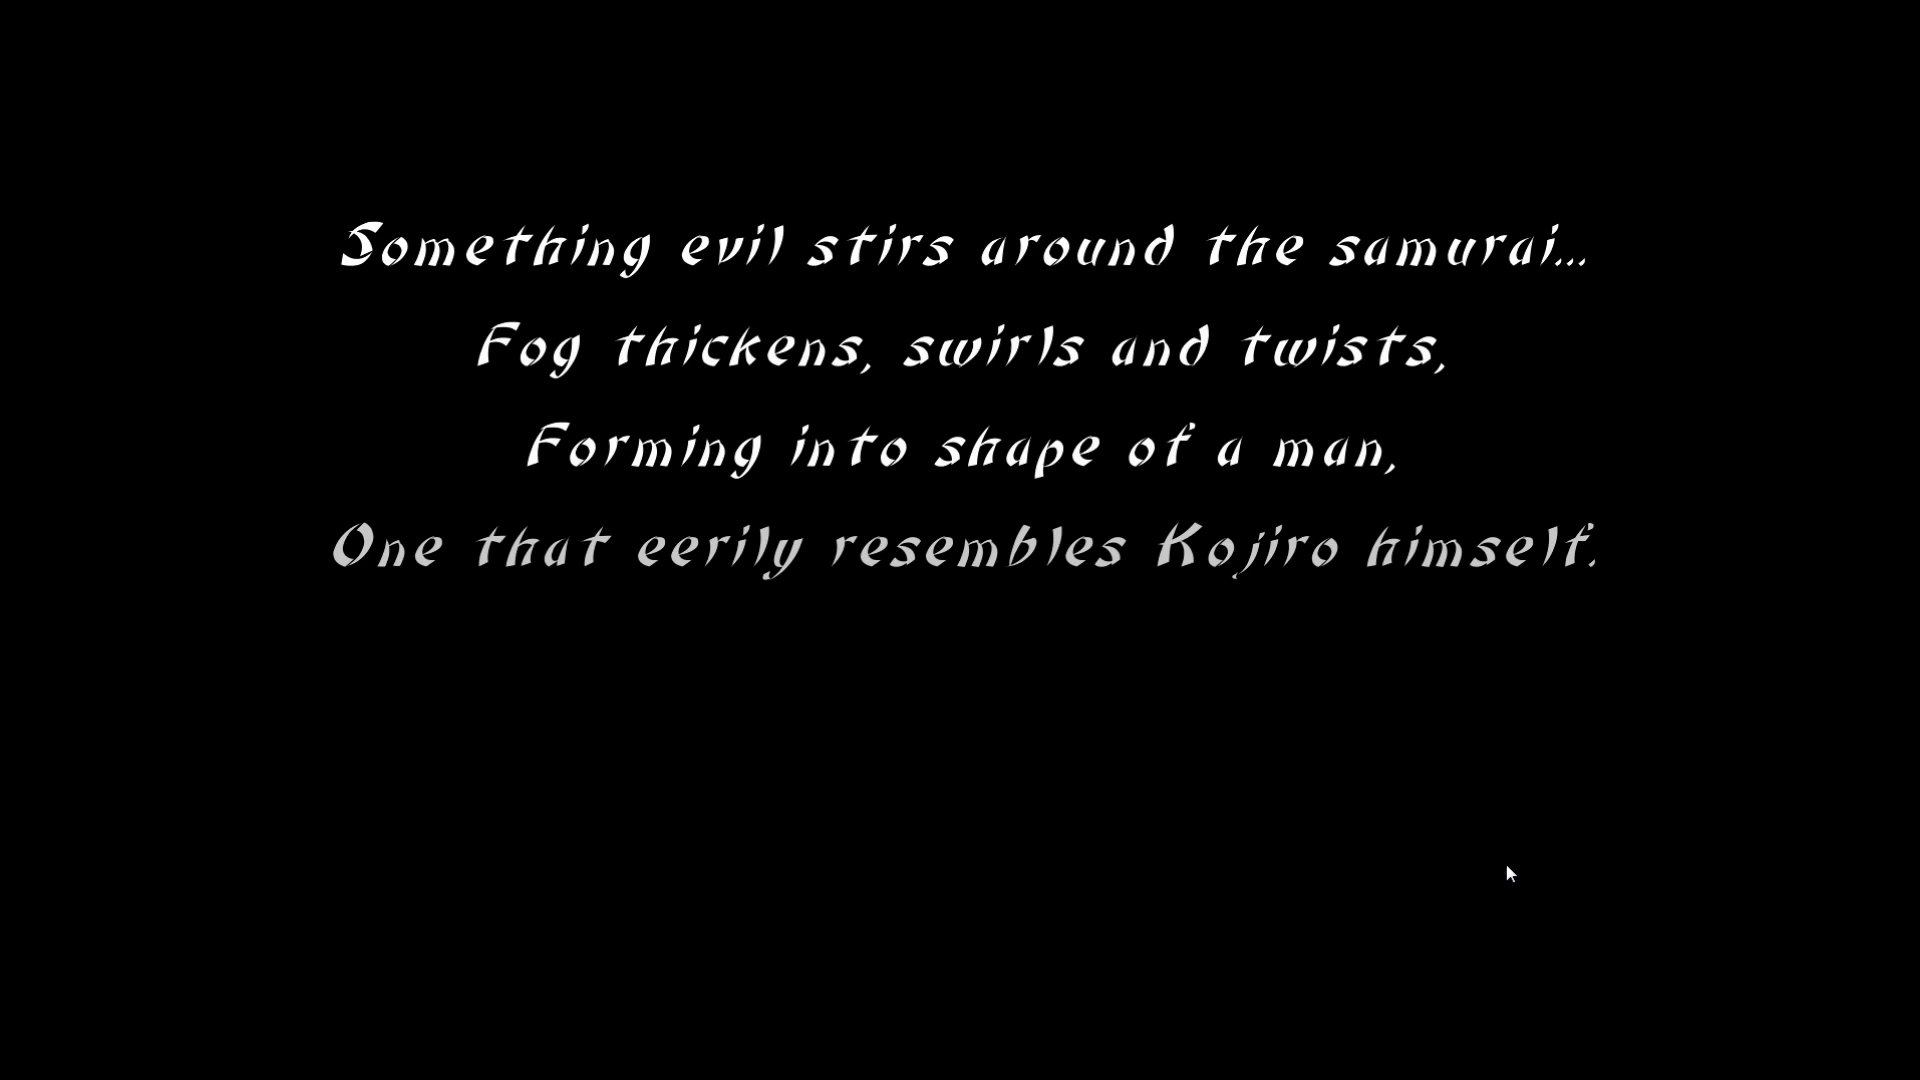 Something evil stirs around the samurai...
Fog thickens, swirls and twists,
Forming into shape of a man,
One that eerily resembles Kojiro himself.